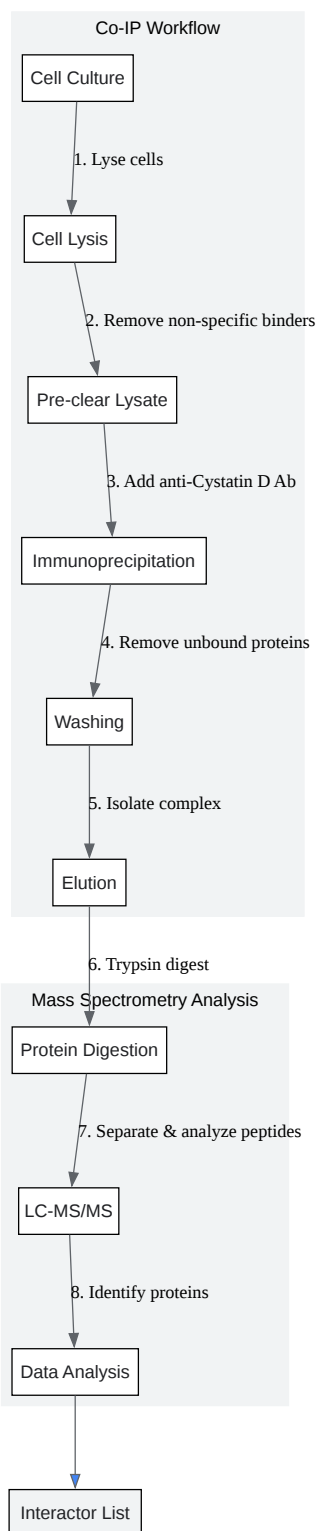 Co-IP Workflow
Cell Culture
1. Lyse cells
Cell Lysis
2. Remove non-specific binders
Pre-clear Lysate
3. Add anti-Cystatin D Ab
Immunoprecipitation
4. Remove unbound proteins
Washing
5. Isolate complex
Elution
6. Trypsin digest
Mass Spectrometry Analysis
Protein Digestion
7. Separate & analyze peptides
LC-MS/MS
8. Identify proteins
Data Analysis
Interactor List